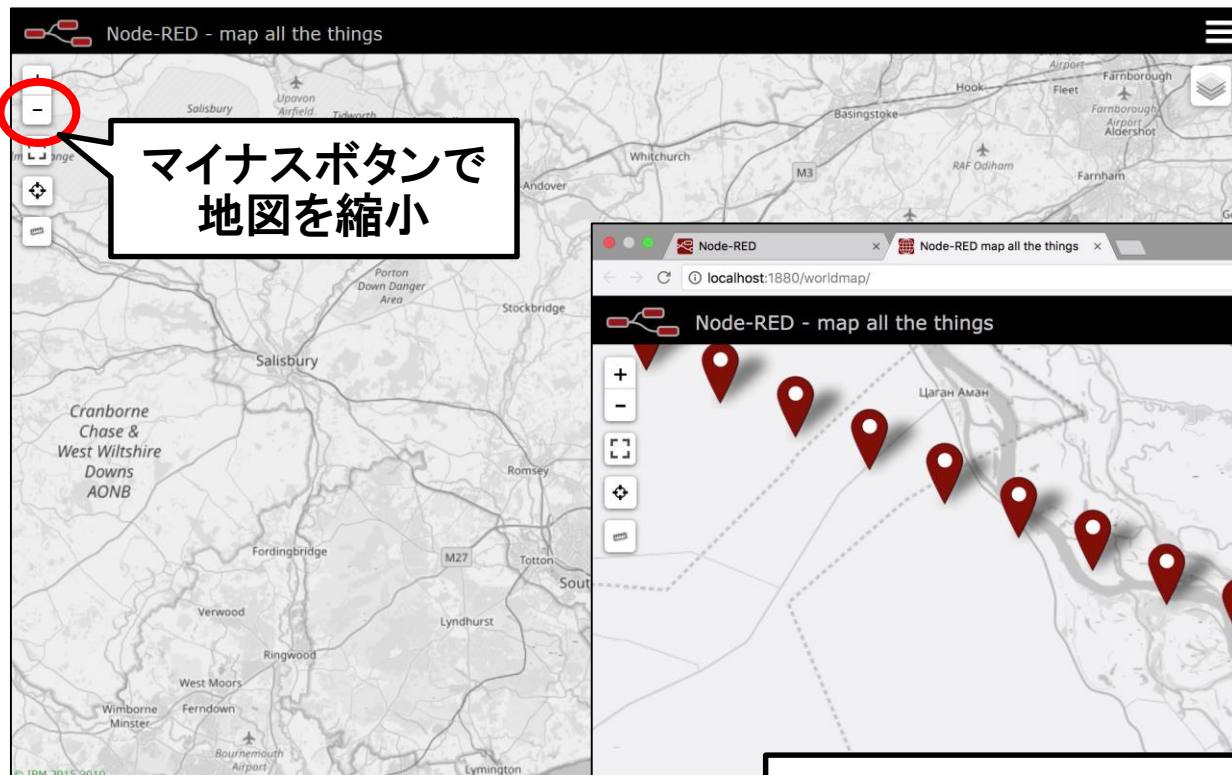 Node-RED - map all the things
+
-
Upavon
Airfield
Salisbury
マイナスボタンで
地図を縮小
Whitchurch
Andover
Basingstoke
Hook
Fleet
Airport
Farnborough
Farnborough
Airport
Aldershot
M3
RAF Odiham
Farnham
Porton
Down Danger
Area
Stockbridge
Salisbury
Cranborne
Chase &
West Wiltshire
Downs
AONB
Romsey
Fordingbridge
M27
Totton
Verwood
Lyndhurst
Ringwood
West Moors
Wimborne
Minster
Ferndown
Bournemouth
Airport
Lymington
© IBM 2015,2019
Node-RED ×
Node-RED map all the things ×
localhost:1880/worldmap/
Node-RED - map all the things
+
-
Цаган Аман